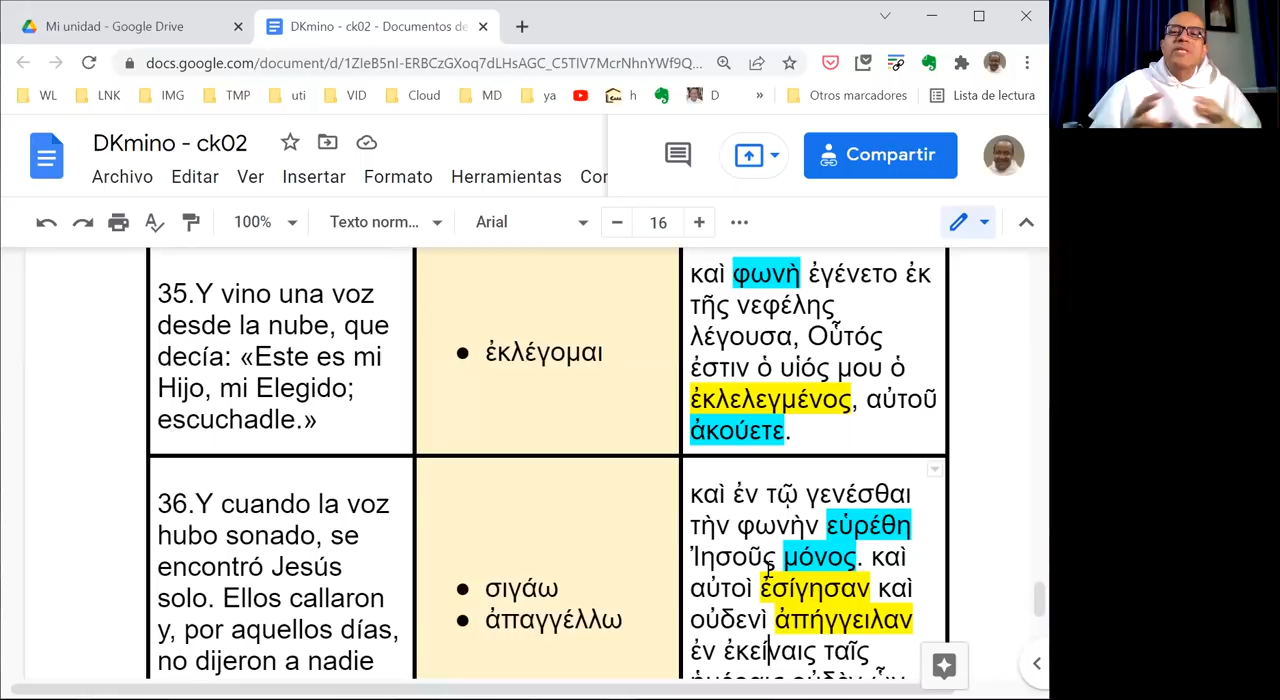 Mi unidad - Google Drive
DKmino - ck02 - Documentos de
docs.google.com/document/d/1ZIeB5nI-ERBCzGXoq7dLHsAGC_C5TIV7McrNhnYWf9Q...
WL LNK IMG TMP uti VID Cloud MD ya h D » Otros marcadores Lista de lectura
DKmino - ck02
Compartir
Archivo Editar Ver Insertar Formato Herramientas Cor
100% Texto norm... Arial 16
35.Y vino una voz
desde la nube, que
decía: «Este es mi
Hijo, mi Elegido;
escuchadle.»
● ἐκλέγομαι
καὶ φωνὴ ἐγένετο ἐκ
τῆς νεφέλης
λέγουσα, Οὗτός
ἐστιν ὁ υἱός μου ὁ
ἐκλελεγμένος, αὐτοῦ
ἀκούετε.
36.Y cuando la voz
hubo sonado, se
encontró Jesús
solo. Ellos callaron
y, por aquellos días,
no dijeron a nadie
● σιγάω
● ἀπαγγέλλω
καὶ ἐν τῷ γενέσθαι
τὴν φωνὴν εὑρέθη
Ἰησοῦς μόνος. καὶ
αὐτοὶ ἐσίγησαν καὶ
οὐδενὶ ἀπήγγειλαν
ἐν ἐκείναις ταῖς